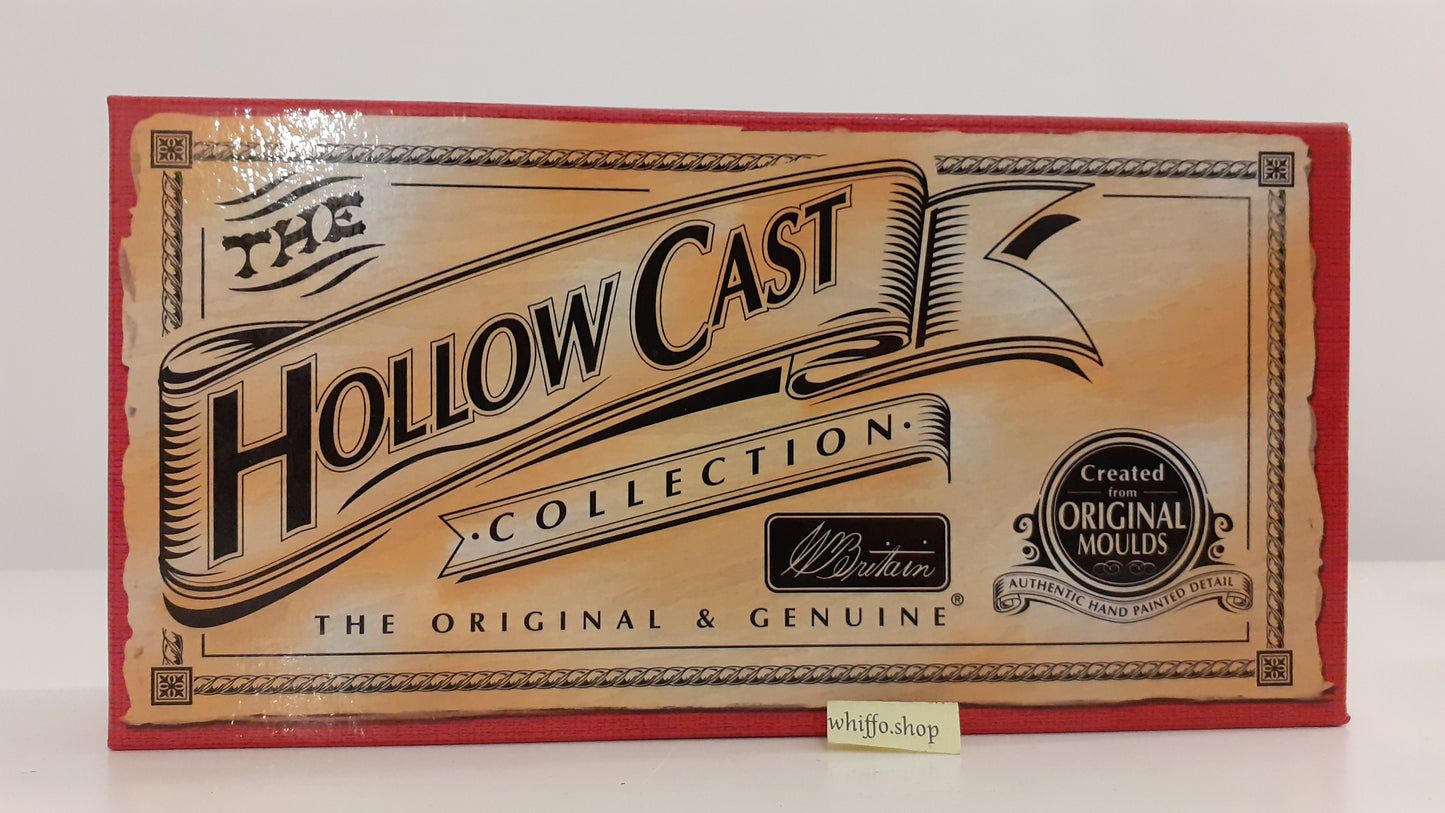 THE
HOLLOW CAST
· COLLECTION ·
W Britain
THE ORIGINAL & GENUINE ®
Created
from
ORIGINAL
MOULDS
AUTHENTIC HAND PAINTED DETAIL
whiffo.shop